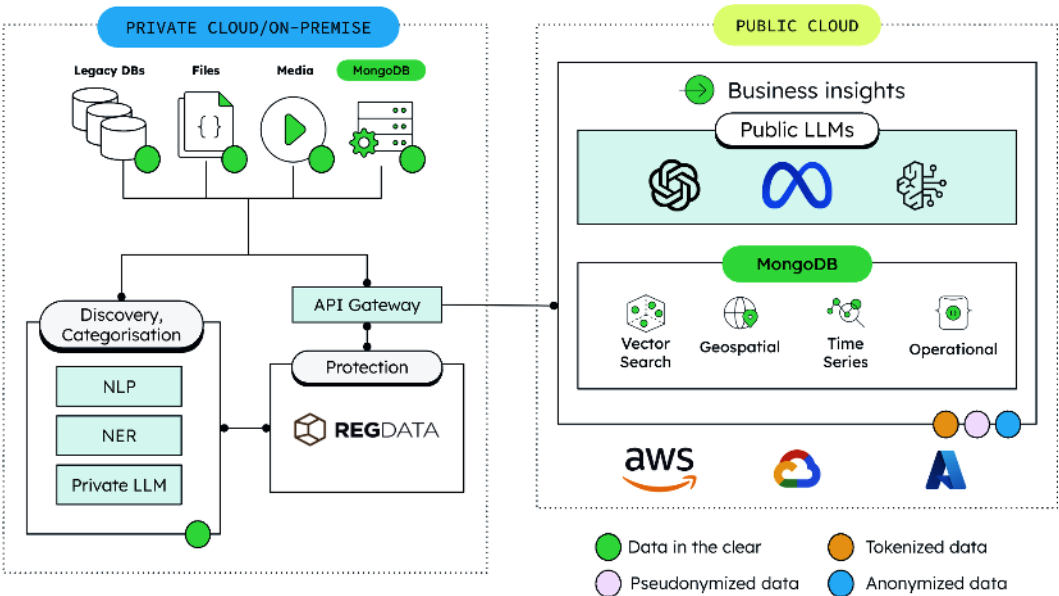 PRIVATE CLOUD/ON-PREMISE
Legacy DBs
Files
Media
MongoDB
{ }
Discovery,
Categorisation
NLP
NER
Private LLM
API Gateway
Protection
REGDATA
PUBLIC CLOUD
Business insights
Public LLMs
MongoDB
Vector
Search
Geospatial
Time
Series
Operational
aws
Data in the clear
Tokenized data
Pseudonymized data
Anonymized data